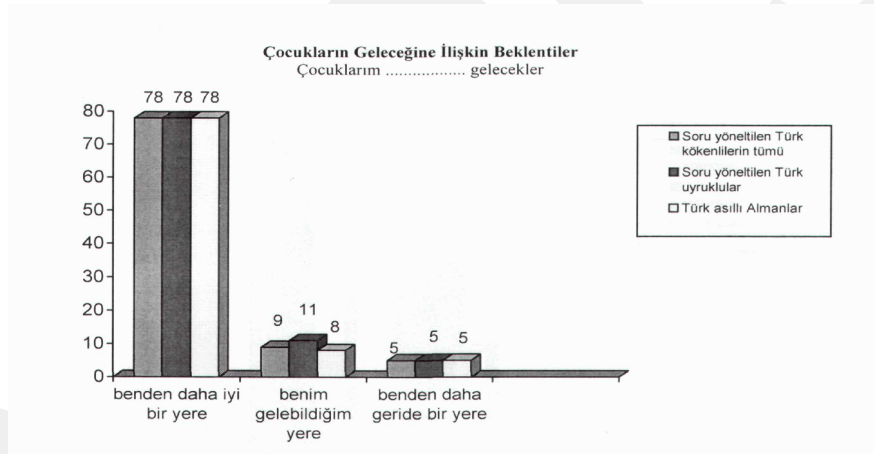 Çocukların Geleceğine İlişkin Beklentiler
Çocuklarım .................. gelecekler
78 78 78
80
70
60
50
40
30
20
10
0
9
11
8
5
5
5
benden daha iyi
bir yere
benim
gelebildiğim
yere
benden daha
geride bir yere
Soru yöneltilen Türk
kökenlilerin tümü
Soru yöneltilen Türk
uyruklular
Türk asıllı Almanlar